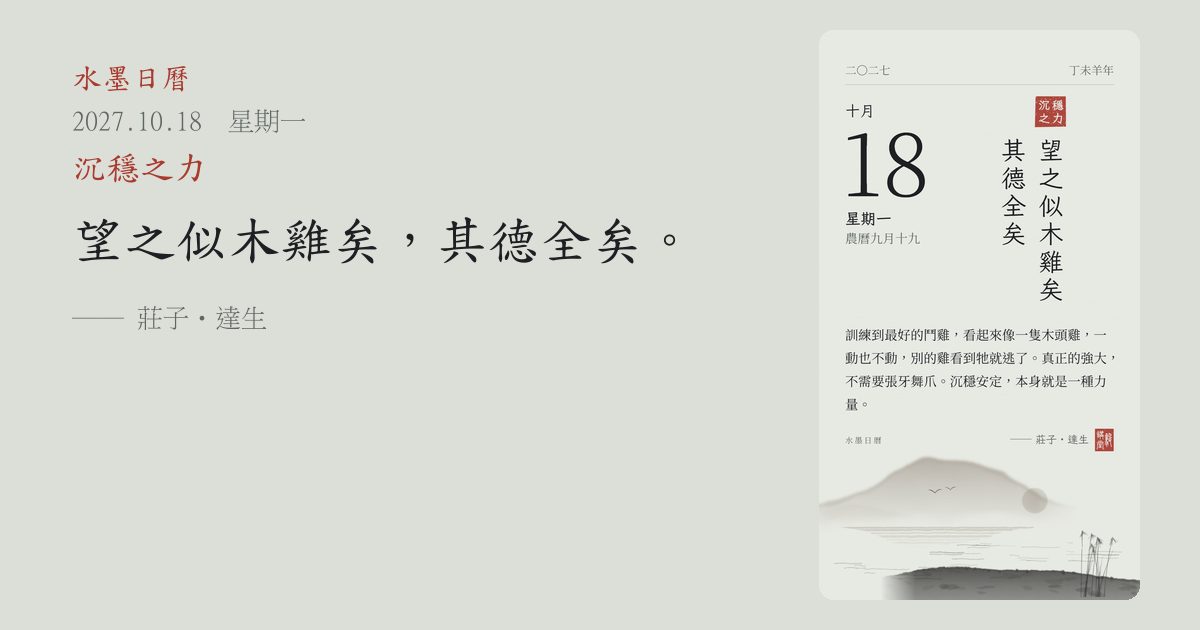 水墨日曆
2027.10.18 星期一
沉穩之力
望之似木雞矣，其德全矣。
—— 莊子・達生
二〇二七
丁未羊年
十月
18
星期一
農曆九月十九
沉穩之力
望之似木雞矣
其德全矣
訓練到最好的鬥雞，看起來像一隻木頭雞，一
動也不動，別的雞看到牠就逃了。真正的強大，
不需要張牙舞爪。沉穩安定，本身就是一種力
量。
水墨日曆
—— 莊子・達生